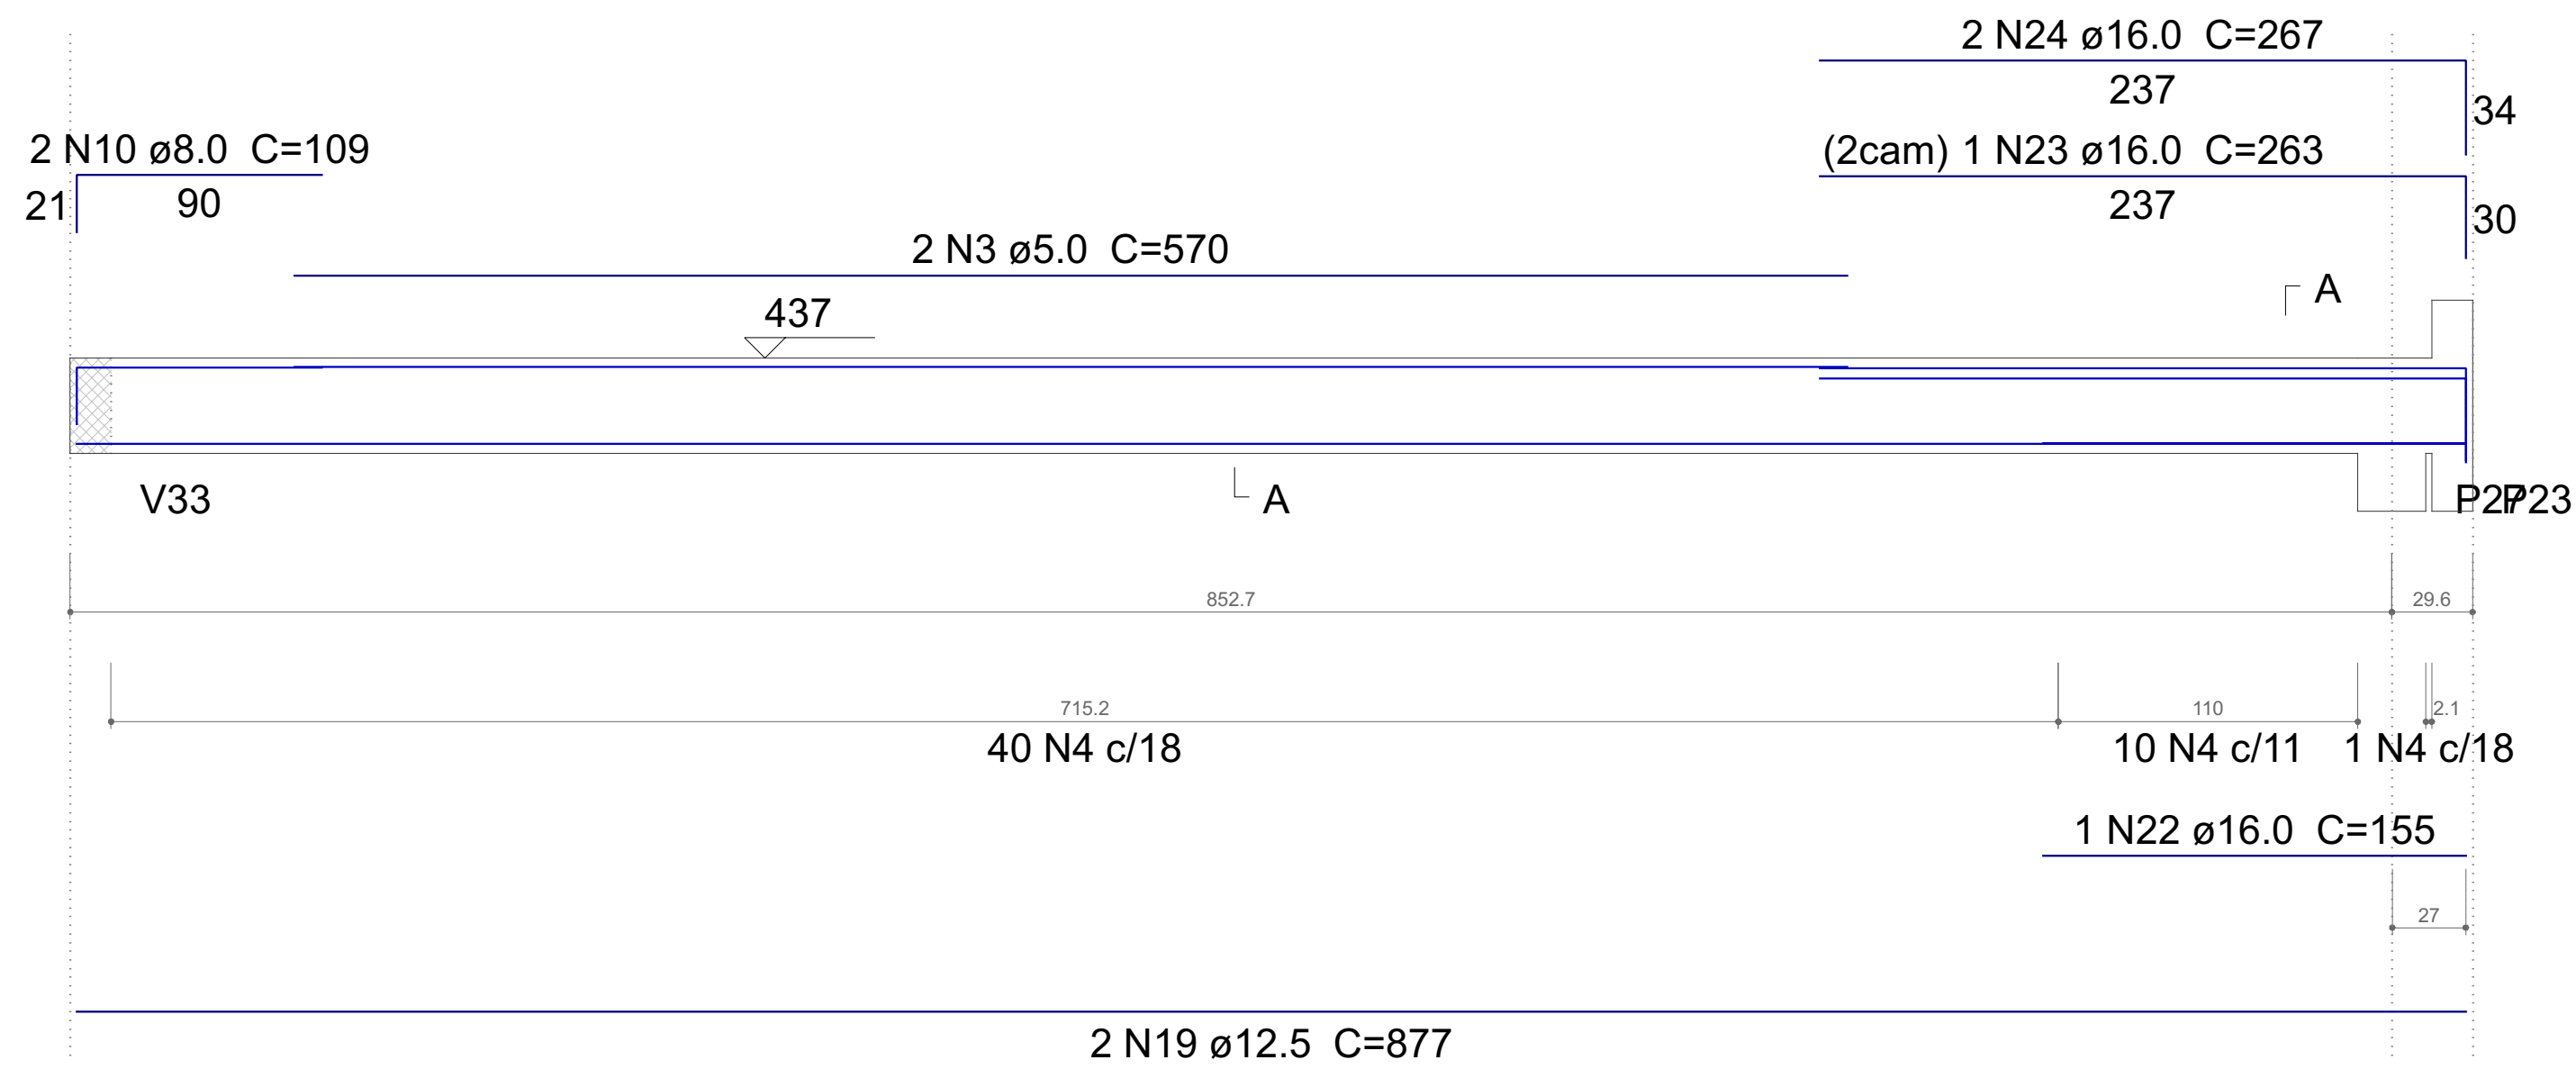 2 N24 ø16.0 C=267
237
34
2 N10 ø8.0 C=109
(2cam) 1 N23 ø16.0 C=263
21
90
237
30
2 N3 ø5.0 C=570
A
437
V33
A
P27
P23
852.7
29.6
715.2
110
2.1
40 N4 c/18
10 N4 c/11
1 N4 c/18
1 N22 ø16.0 C=155
27
2 N19 ø12.5 C=877